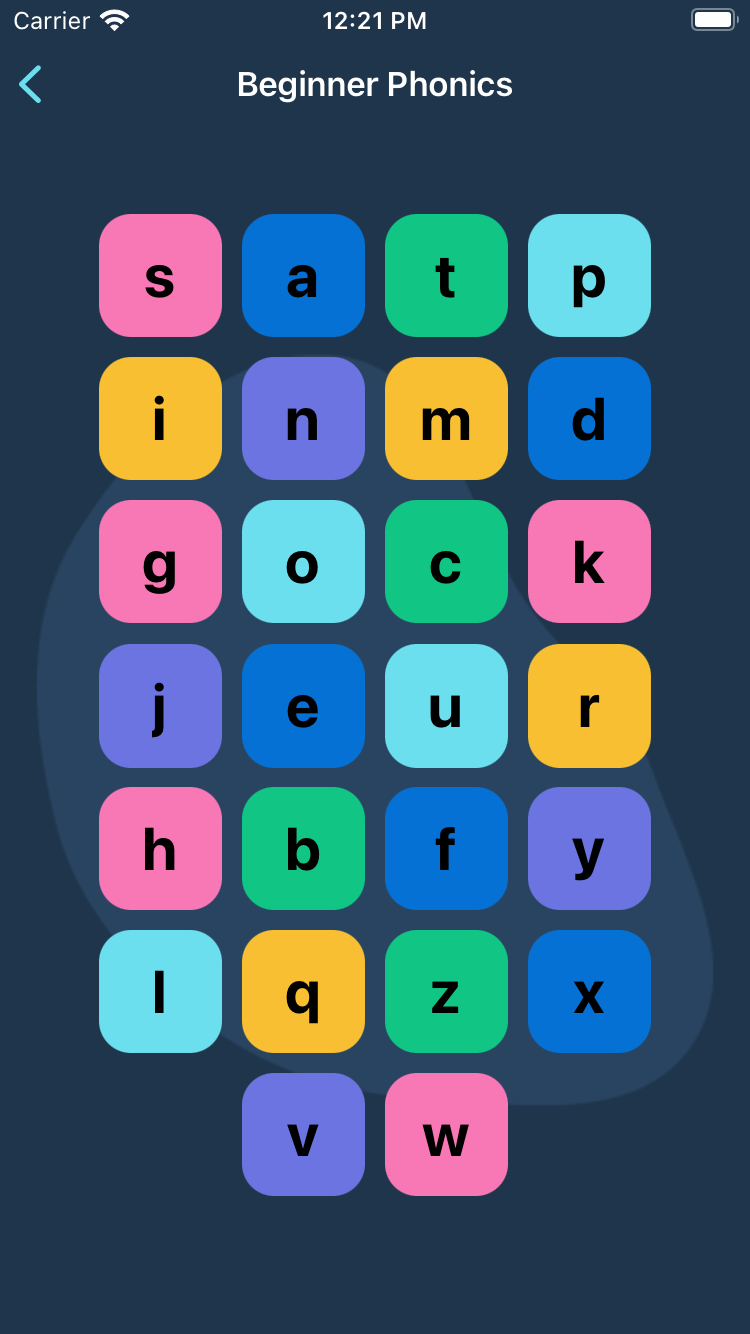 Carrier 12:21 PM
Beginner Phonics
s a t p
i n m d
g o c k
j e u r
h b f y
l q z x
v w